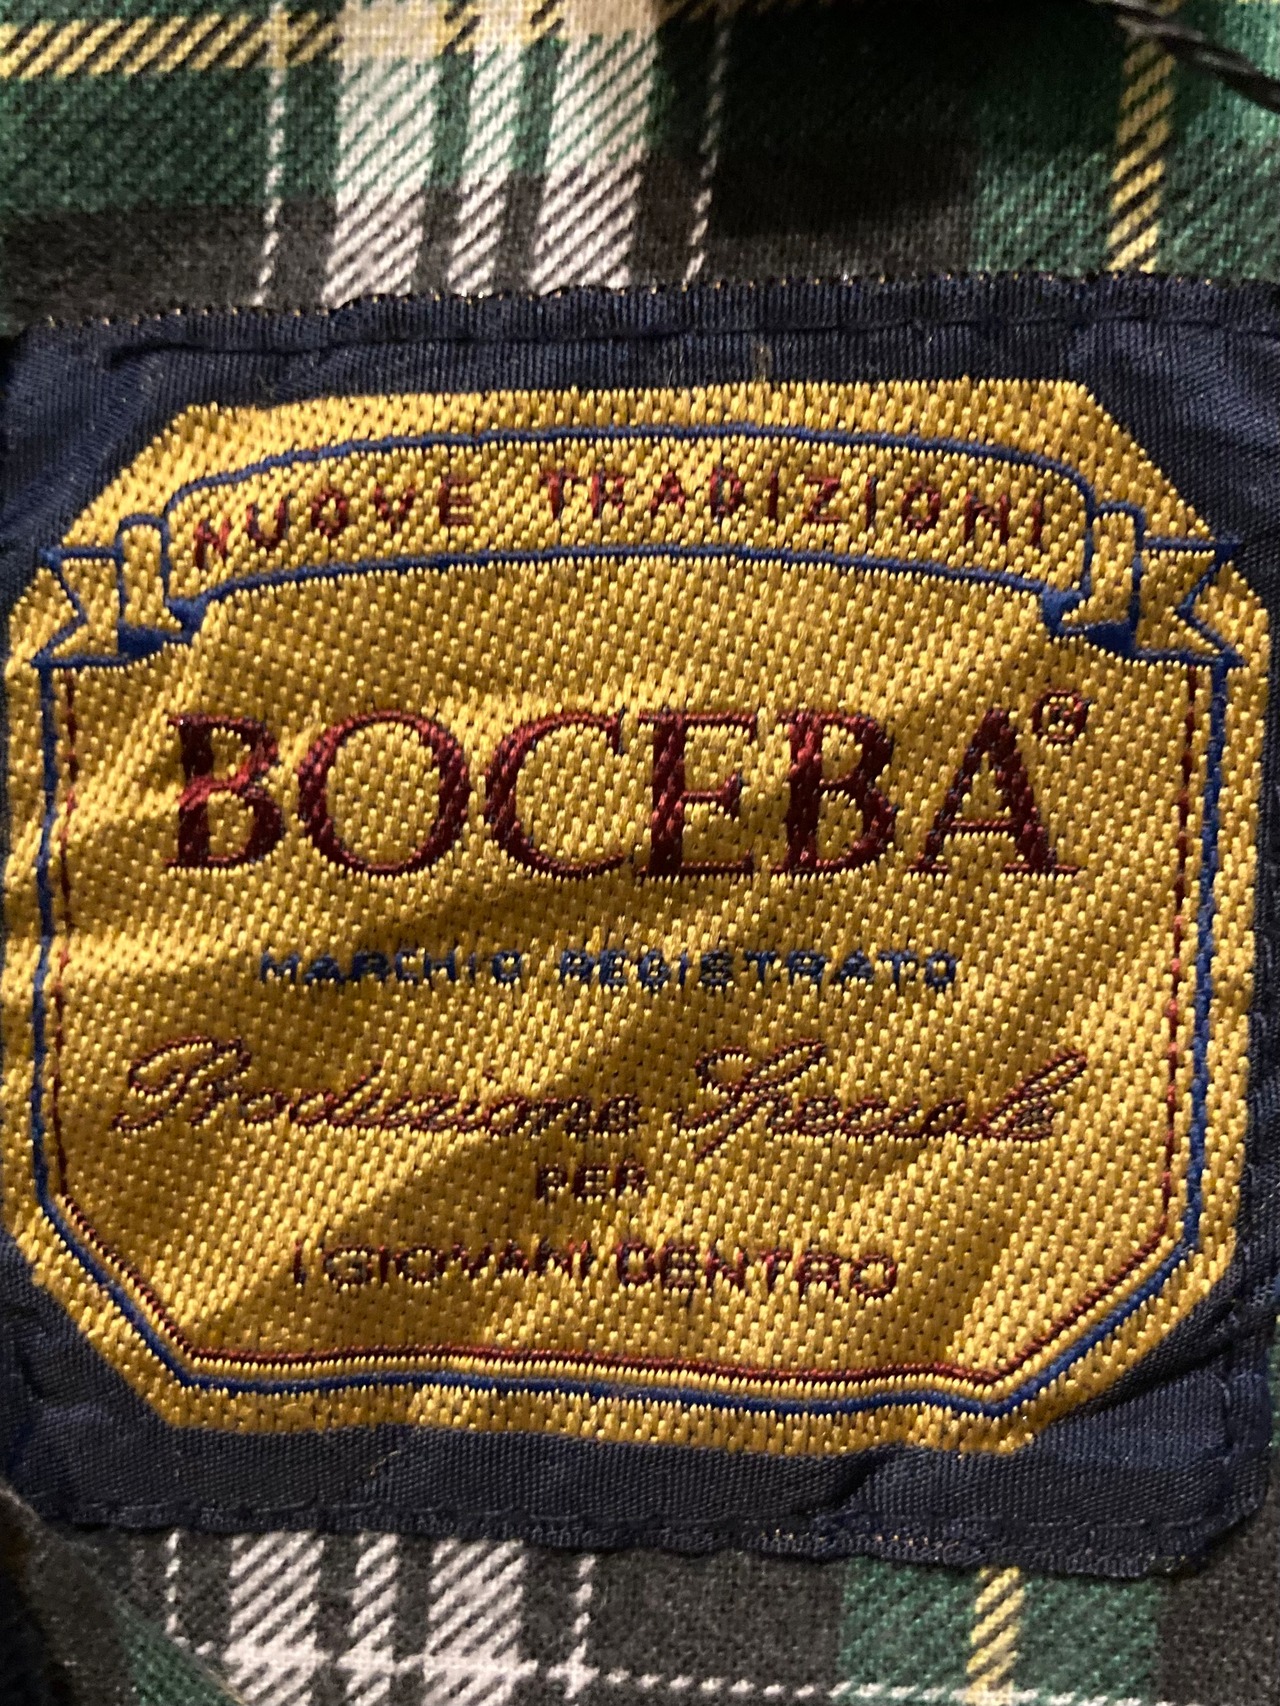 NUOVE TRADIZIONI
BOCEBA®
MARCHIO REGISTRATO
Produzione Speciale
PER
I GIOVANI DENTRO